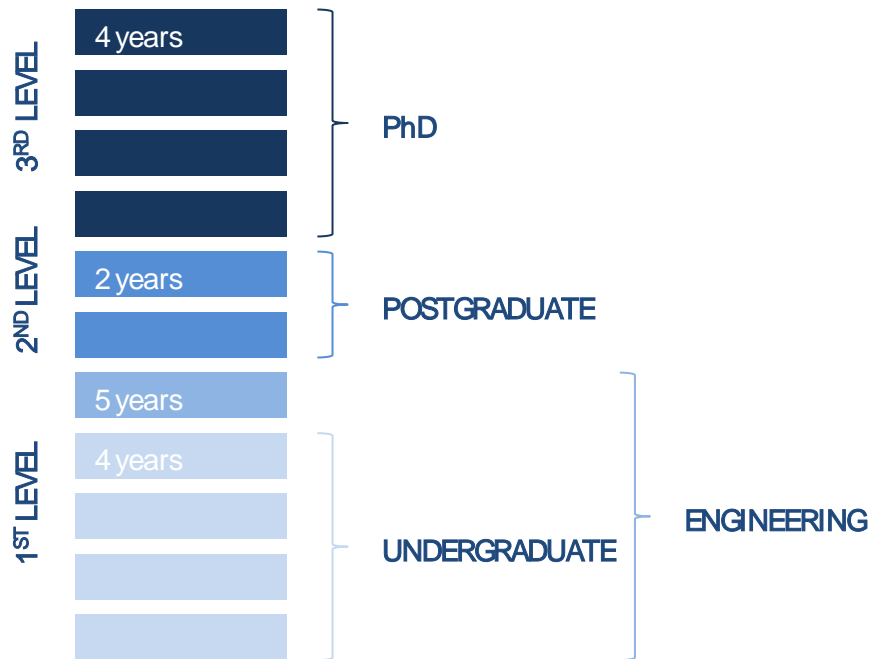 3RD LEVEL
4 years
PhD
2ND LEVEL
2 years
POSTGRADUATE
1ST LEVEL
5 years
4 years
UNDERGRADUATE
ENGINEERING